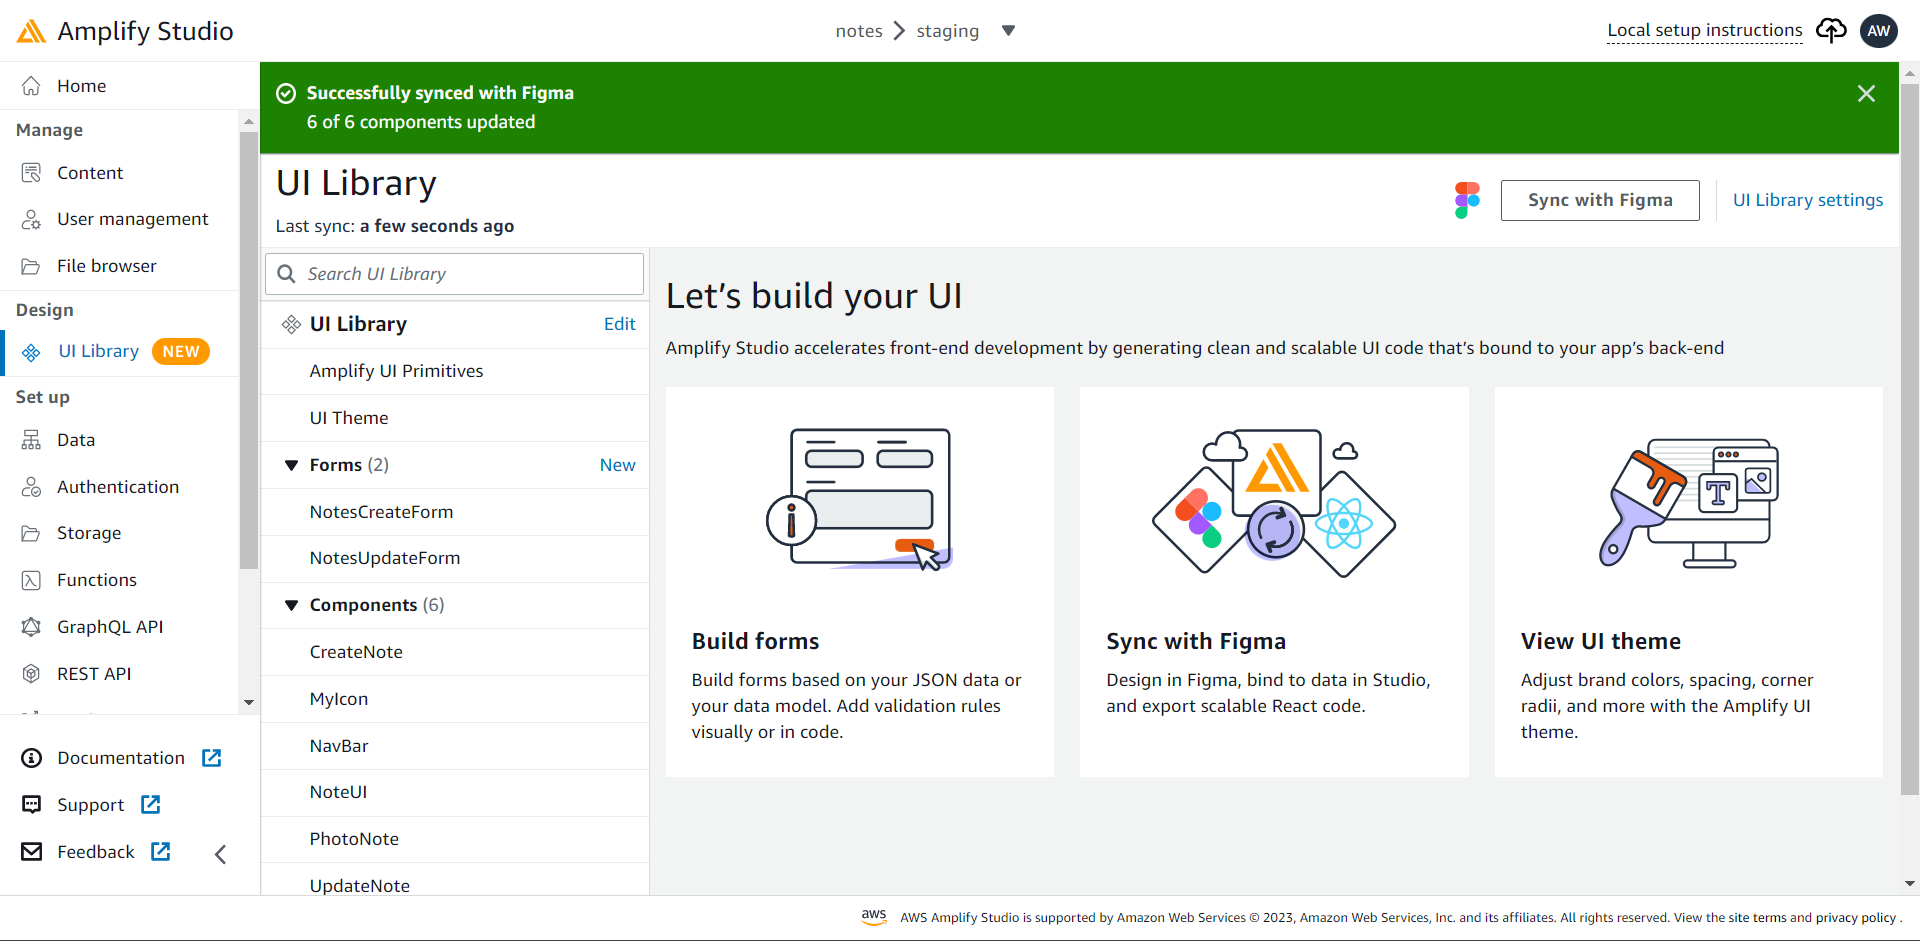 Amplify Studio
notes
staging
Local setup instructions
AW
Home
Manage
Content
User management
File browser
Design
UI Library
NEW
Set up
Data
Authentication
Storage
Functions
GraphQL API
REST API
Documentation
Support
Feedback
Successfully synced with Figma
6 of 6 components updated
UI Library
Last sync: a few seconds ago
Sync with Figma
UI Library settings
Search UI Library
UI Library
Edit
Amplify UI Primitives
UI Theme
Forms (2)
New
NotesCreateForm
NotesUpdateForm
Components (6)
CreateNote
MyIcon
NavBar
NoteUI
PhotoNote
UpdateNote
Let's build your UI
Amplify Studio accelerates front-end development by generating clean and scalable UI code that's bound to your app's back-end
Build forms
Build forms based on your JSON data or
your data model. Add validation rules
visually or in code.
Sync with Figma
Design in Figma, bind to data in Studio,
and export scalable React code.
T
View UI theme
Adjust brand colors, spacing, corner
radii, and more with the Amplify UI
theme.
aws
AWS Amplify Studio is supported by Amazon Web Services © 2023, Amazon Web Services, Inc. and its affiliates. All rights reserved. View the site terms and privacy policy .